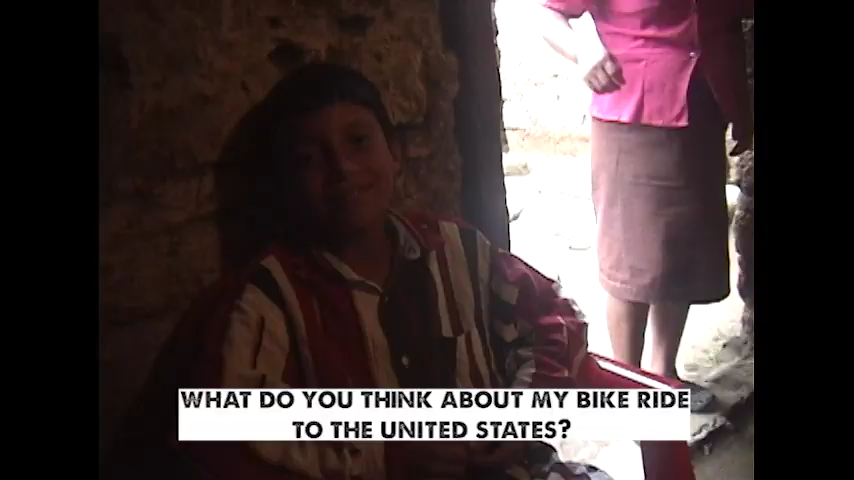 WHAT DO YOU THINK ABOUT MY BIKE RIDE
TO THE UNITED STATES?